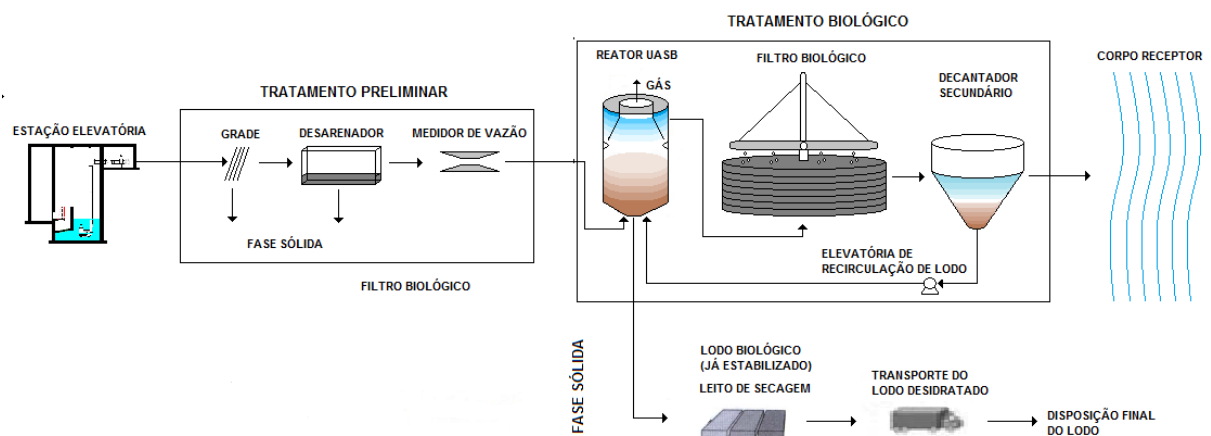 TRATAMENTO BIOLÓGICO
REATOR UASB
FILTRO BIOLÓGICO
DECANTADOR
SECUNDÁRIO
CORPO RECEPTOR
GÁS
TRATAMENTO PRELIMINAR
ESTAÇÃO ELEVATÓRIA
GRADE
DESARENADOR
MEDIDOR DE VAZÃO
FASE SÓLIDA
ELEVATÓRIA DE
RECIRCULAÇÃO DE LODO
FILTRO BIOLÓGICO
FASE SÓLIDA
LODO BIOLÓGICO
(JÁ ESTABILIZADO)
LEITO DE SECAGEM
TRANSPORTE DO
LODO DESIDRATADO
DISPOSIÇÃO FINAL
DO LODO